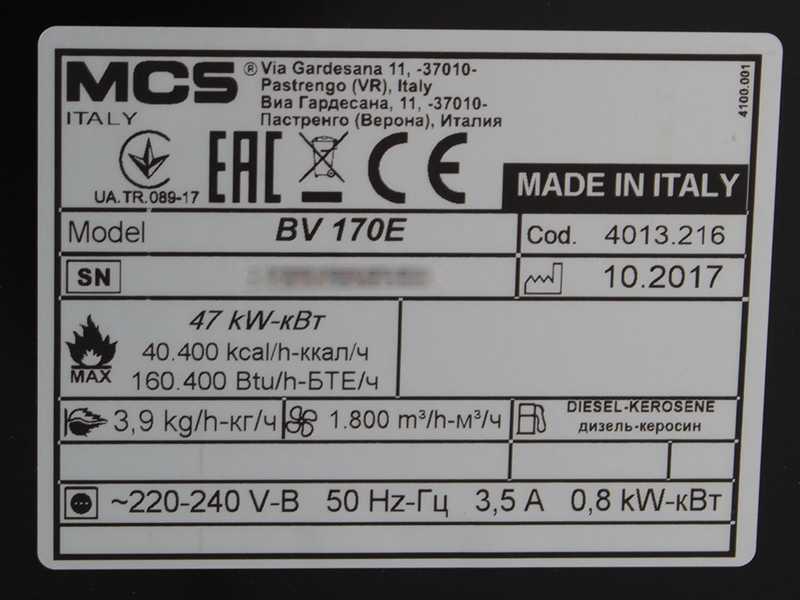 MCS ® Via Gardesana 11, -37010-
Pastrengo (VR), Italy
ITALY
Виа Гардесана, 11, -37010-
Пастренго (Верона), Италия
4100.001
UA.TR.089-17
EAC CE
MADE IN ITALY
Model BV 170E
Cod. 4013.216
SN
10.2017
47 kW-кВт
40.400 kcal/h-ккал/ч
160.400 Btu/h-БТЕ/ч
MAX
3,9 kg/h-кг/ч
1.800 m³/h-м³/ч
DIESEL-KEROSENE
дизель-керосин
~220-240 V-B 50 Hz-Гц 3,5 A 0,8 kW-кВт